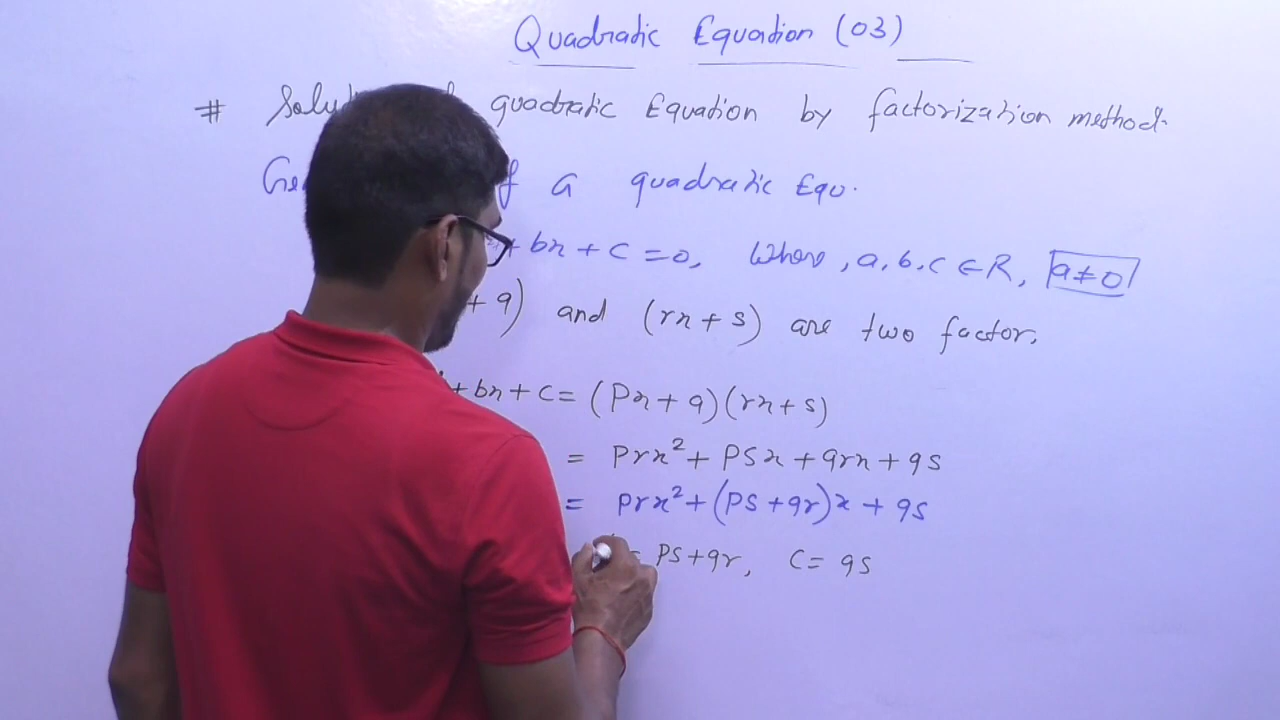 Quadratic Equation (03)
# quadratic Equation by factorization method.
a quadratic Equ.
+ bx + c = 0, Where, a, b, c ∈ R, a ≠ 0
+ q) and (rx + s) are two factor.
+ bx + c = (Px + q)(rx + s)
= Prx² + PSx + qrx + qs
= prx² + (PS + qr)x + qs
= PS + qr, C = qs